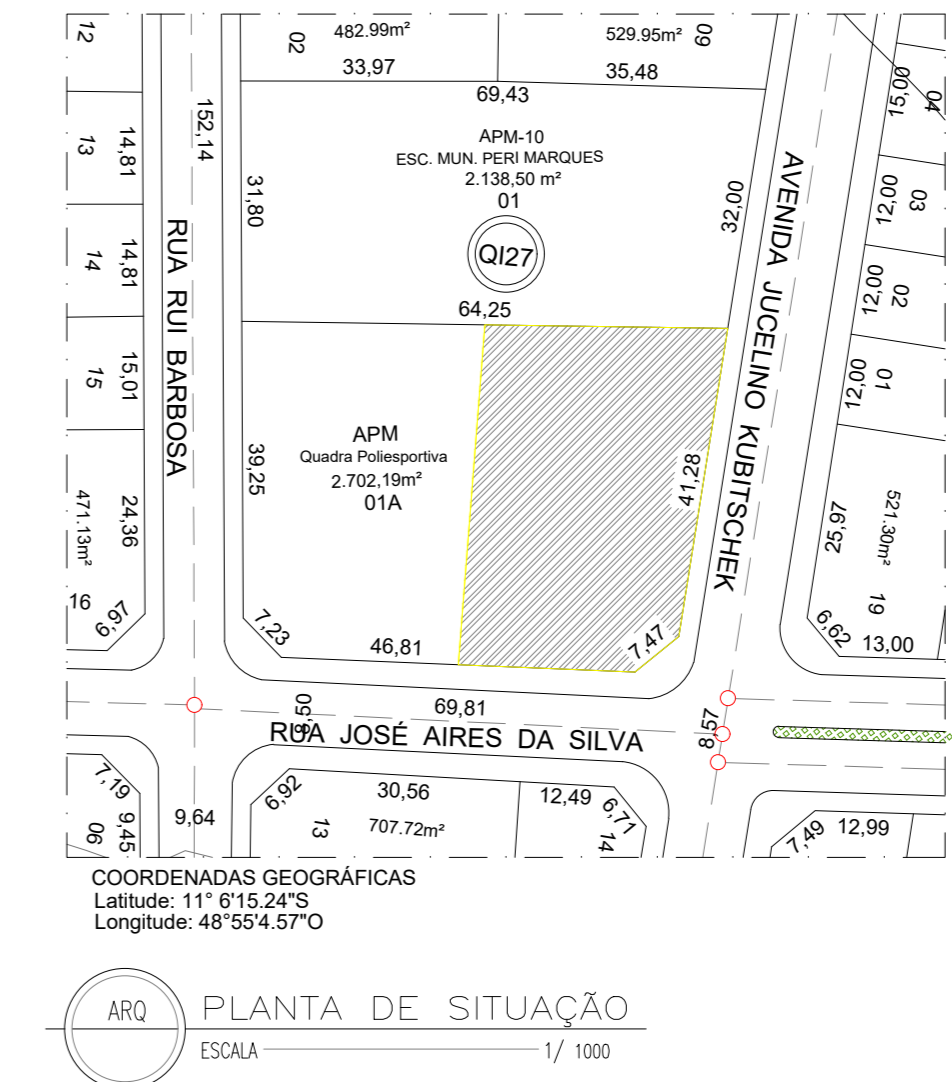 12
02
482.99m²
529.95m²
09
33,97
35,48
69,43
15,00
04
152,14
13
14,81
APM-10
ESC. MUN. PERI MARQUES
2.138,50 m²
01
QI27
31,80
32,00
AVENIDA JUCELINO KUBITSCHEK
12,00
03
RUA RUI BARBOSA
14
14,81
12,00
02
64,25
15
15,01
12,00
01
APM
Quadra Poliesportiva
2.702,19m²
01A
39,25
41,28
471.13m²
24,36
25,97
521.30m²
16
6,97
7,23
46,81
7,47
6,62
19
13,00
8,50
69,81
RUA JOSÉ AIRES DA SILVA
8,57
7,19
9,45
06
9,64
6,92
30,56
13
707.72m²
12,49
6,71
14
7,49
12,99
COORDENADAS GEOGRÁFICAS
Latitude: 11° 6'15.24"S
Longitude: 48°55'4.57"O
ARQ
PLANTA DE SITUAÇÃO
ESCALA
1/ 1000